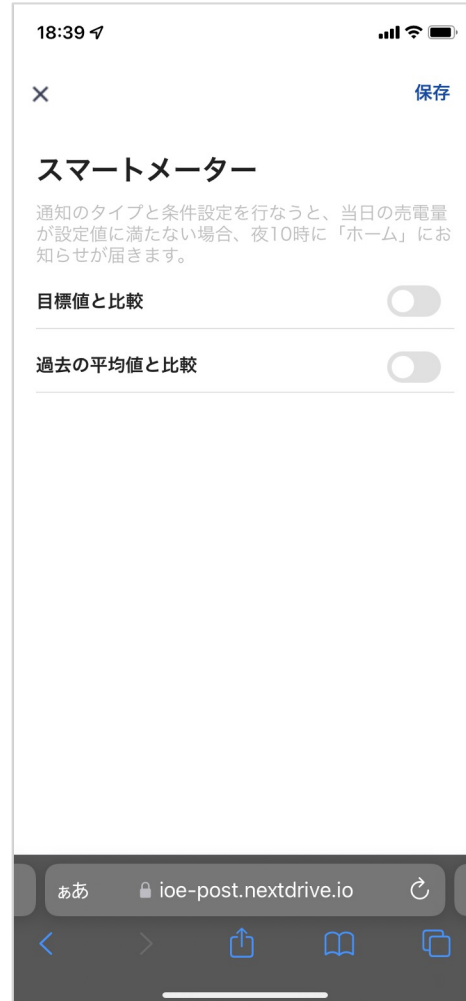 18:39
保存
スマートメーター
通知のタイプと条件設定を行なうと、当日の売電量
が設定値に満たない場合、夜10時に「ホーム」にお
知らせが届きます。
目標値と比較
過去の平均値と比較
ぁあ ioe-post.nextdrive.io